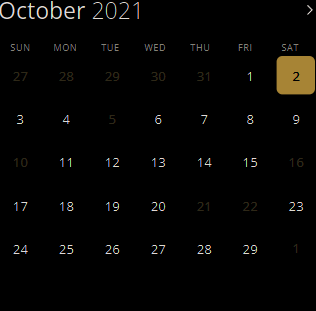 October 2021 >
SUN MON TUE WED THU FRI SAT
27 28 29 30 31 1 2
3 4 5 6 7 8 9
10 11 12 13 14 15 16
17 18 19 20 21 22 23
24 25 26 27 28 29 1